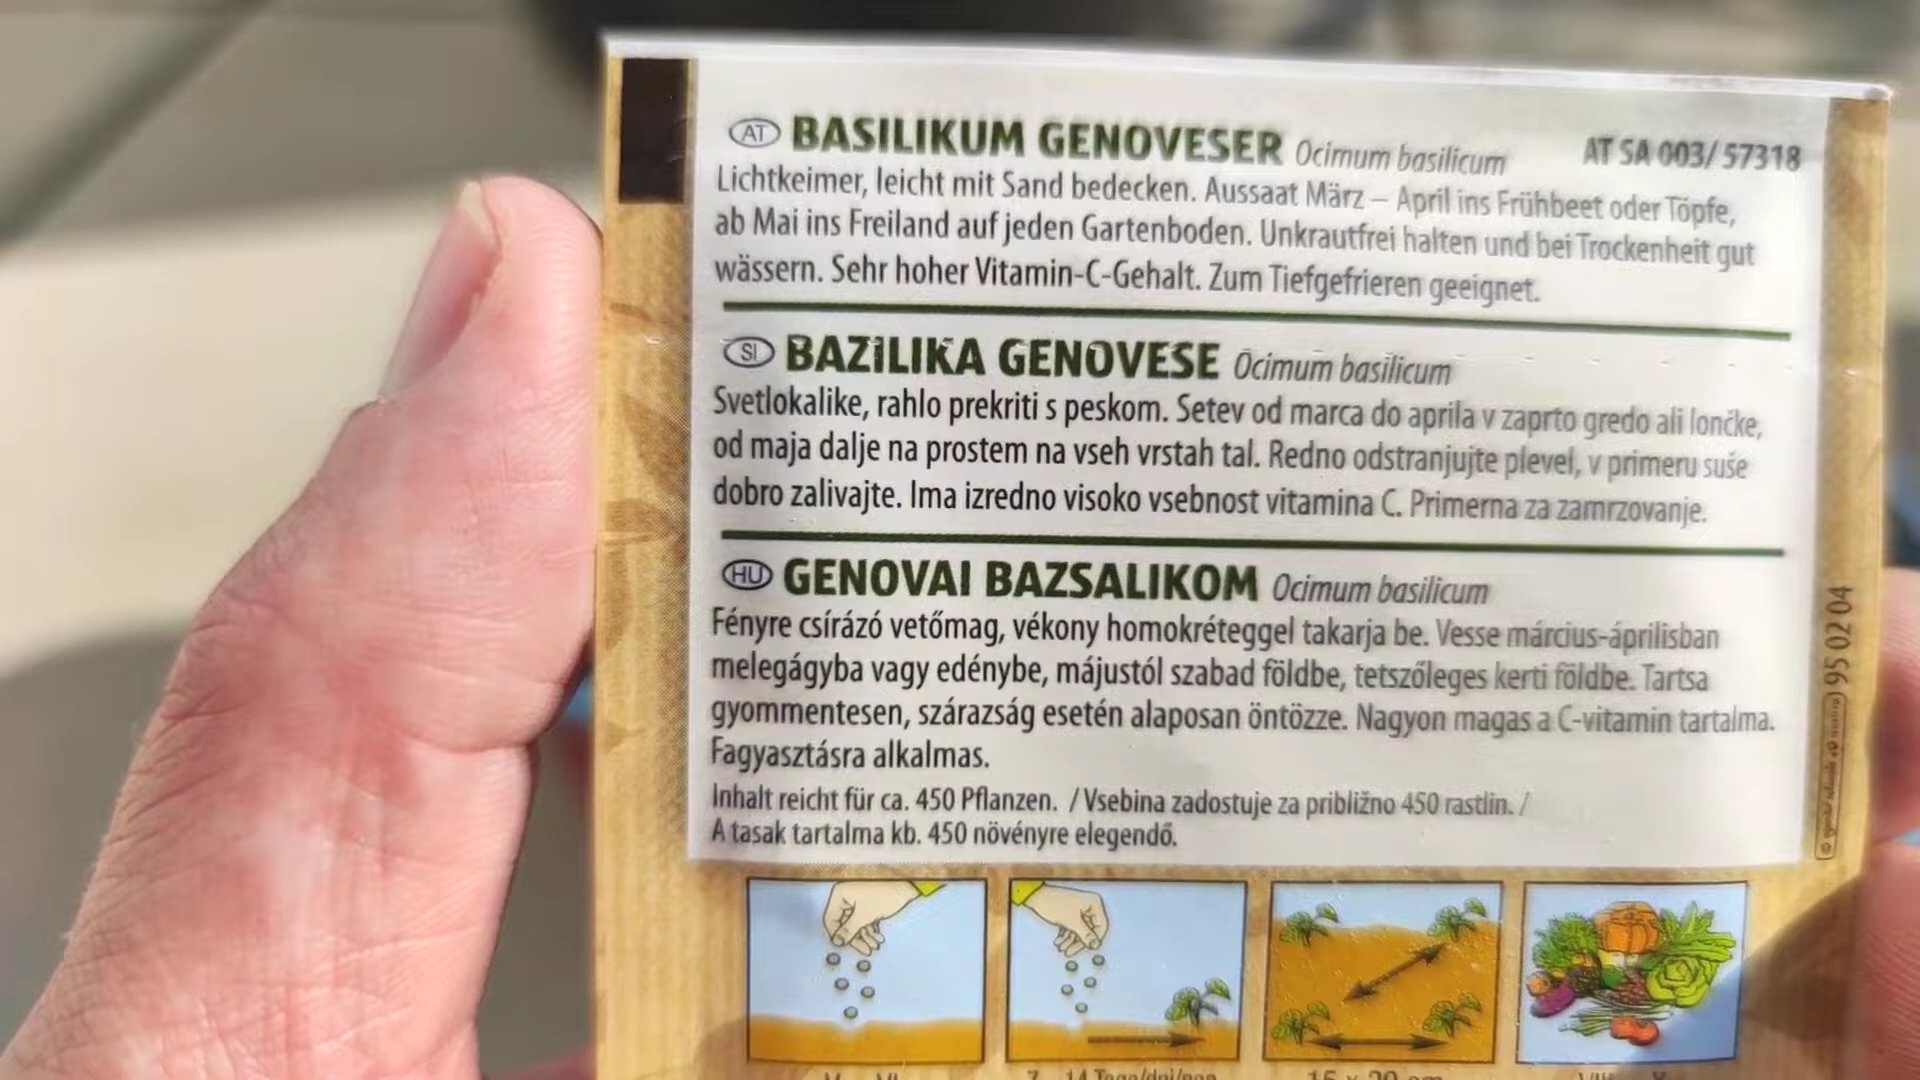 AT BASILIKUM GENOVESER Ocimum basilicum AT SA 003/57318
Lichtkeimer, leicht mit Sand bedecken. Aussaat März – April ins Frühbeet oder Töpfe,
ab Mai ins Freiland auf jeden Gartenboden. Unkrautfrei halten und bei Trockenheit gut
wässern. Sehr hoher Vitamin-C-Gehalt. Zum Tiefgefrieren geeignet.
SI BAZILIKA GENOVESE Ocimum basilicum
Svetlokalike, rahlo prekriti s peskom. Setev od marca do aprila v zaprto gredo ali lončke,
od maja dalje na prostem na vseh vrstah tal. Redno odstranjujte plevel, v primeru suše
dobro zalivajte. Ima izredno visoko vsebnost vitamina C. Primerna za zamrzovanje.
HU GENOVAI BAZSALIKOM Ocimum basilicum
Fényre csírázó vetőmag, vékony homokréteggel takarja be. Vesse március-áprilisban
melegágyba vagy edénybe, májustól szabad földbe, tetszőleges kerti földbe. Tartsa
gyommentesen, szárazság esetén alaposan öntözze. Nagyon magas a C-vitamin tartalma.
Fagyasztásra alkalmas.
Inhalt reicht für ca. 450 Pflanzen. / Vsebina zadostuje za približno 450 rastlin. /
A tasak tartalma kb. 450 növényre elegendő.
95 02 04